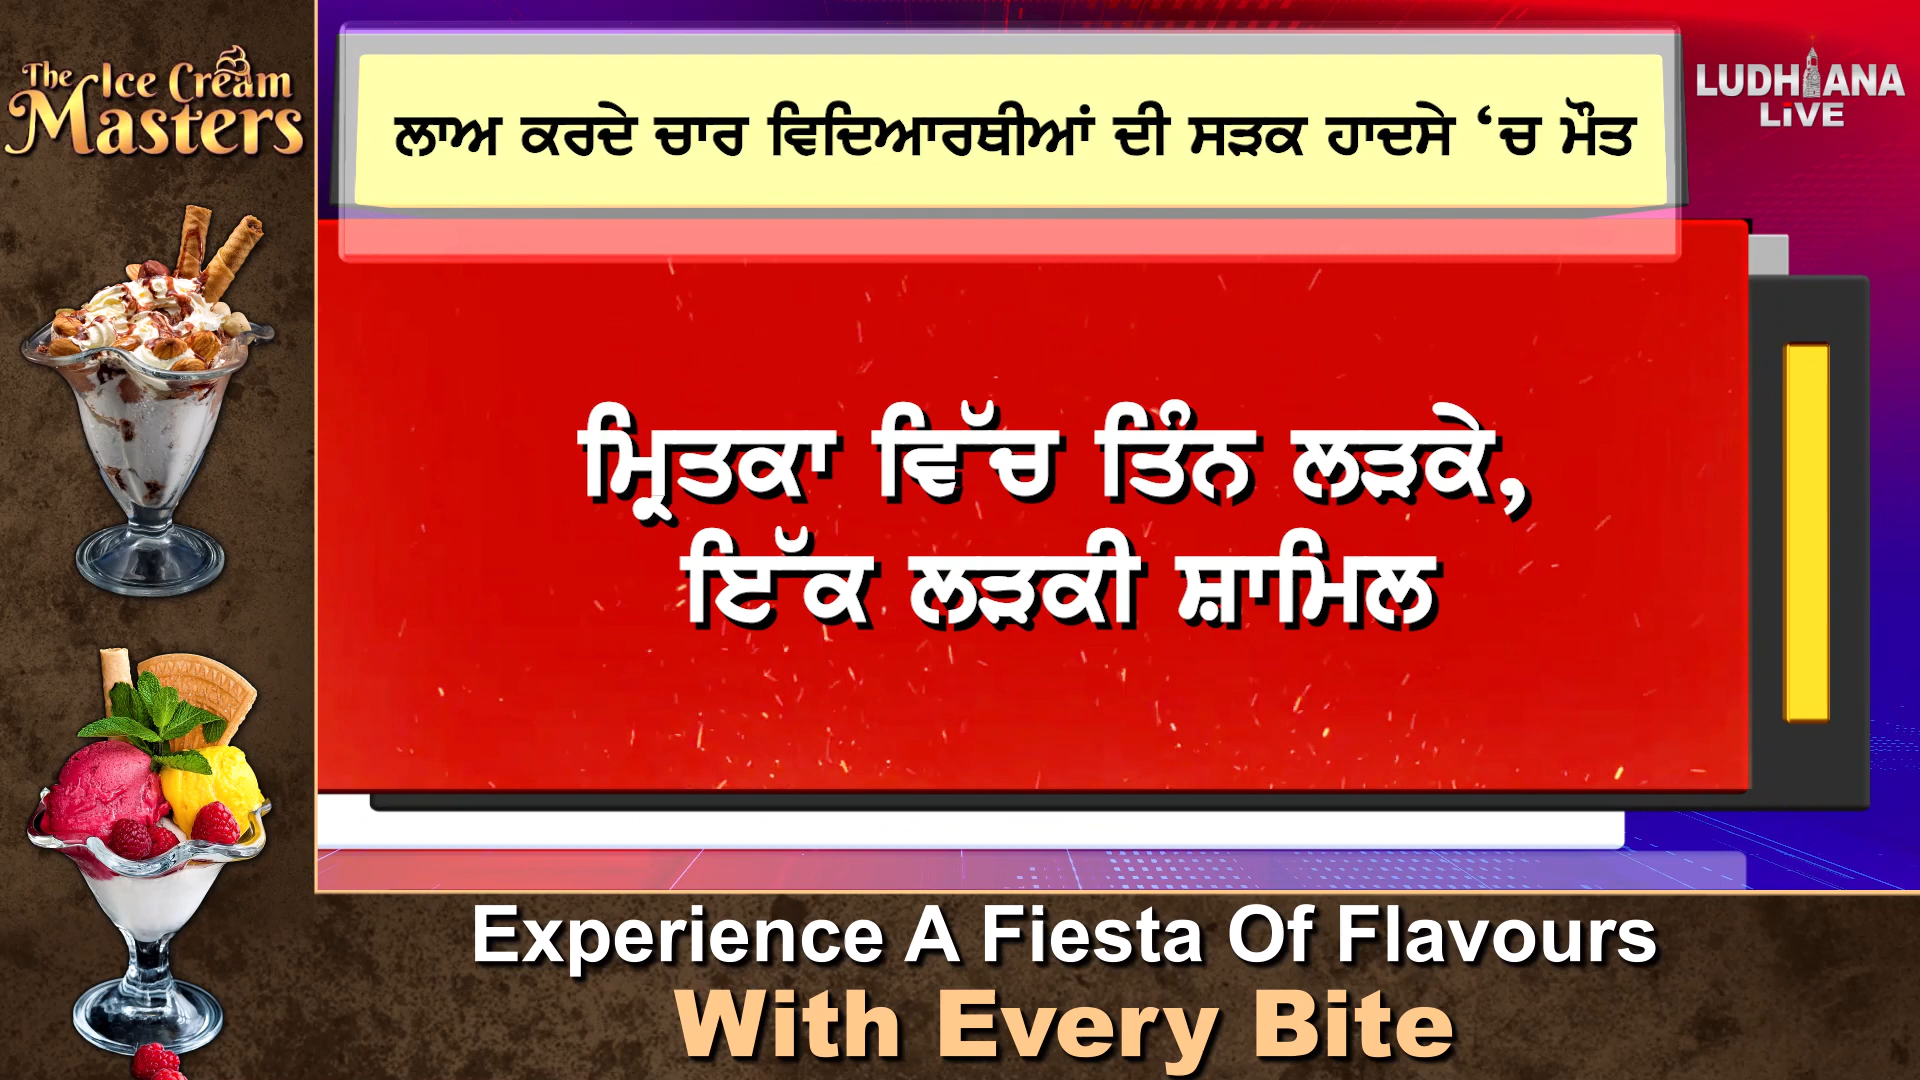 The Ice Cream
Masters
ਲਾਅ ਕਰਦੇ ਚਾਰ ਵਿਦਿਆਰਥੀਆਂ ਦੀ ਸੜਕ ਹਾਦਸੇ ‘ਚ ਮੌਤ
LUDHIANA
LiVE
ਮ੍ਰਿਤਕਾ ਵਿੱਚ ਤਿੰਨ ਲੜਕੇ,
ਇੱਕ ਲੜਕੀ ਸ਼ਾਮਿਲ
Experience A Fiesta Of Flavours
With Every Bite